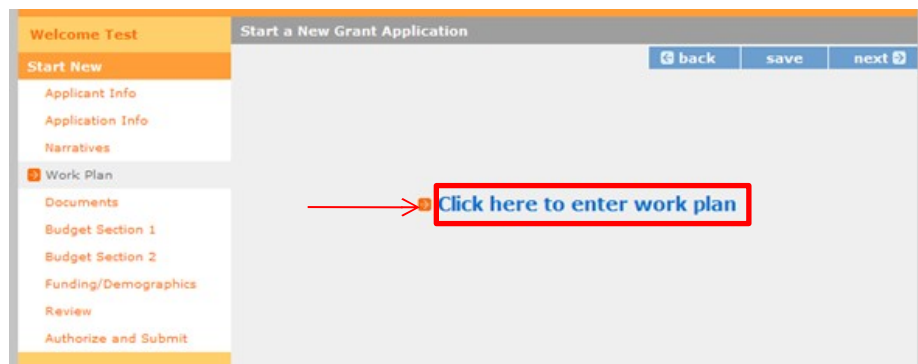 Welcome Test
Start a New Grant Application
Start New
back
save
next
Applicant Info
Application Info
Narratives
Work Plan
Documents
Budget Section 1
Budget Section 2
Funding/Demographics
Review
Authorize and Submit
Click here to enter work plan